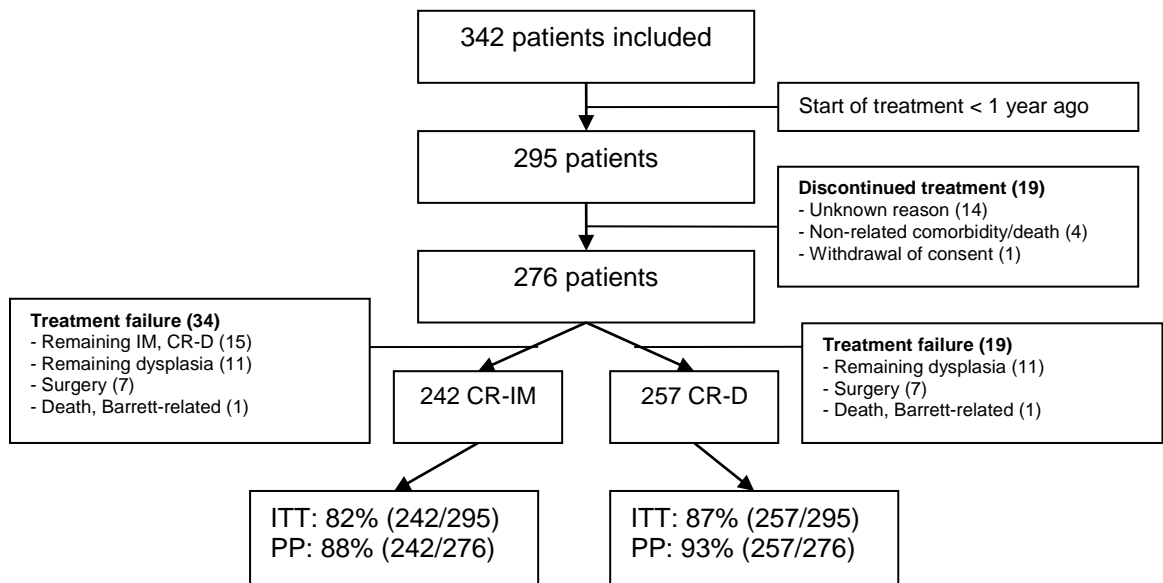 342 patients included
Start of treatment < 1 year ago
295 patients
Discontinued treatment (19)
- Unknown reason (14)
- Non-related comorbidity/death (4)
- Withdrawal of consent (1)
276 patients
Treatment failure (34)
- Remaining IM, CR-D (15)
- Remaining dysplasia (11)
- Surgery (7)
- Death, Barrett-related (1)
Treatment failure (19)
- Remaining dysplasia (11)
- Surgery (7)
- Death, Barrett-related (1)
242 CR-IM
257 CR-D
ITT: 82% (242/295)
PP: 88% (242/276)
ITT: 87% (257/295)
PP: 93% (257/276)